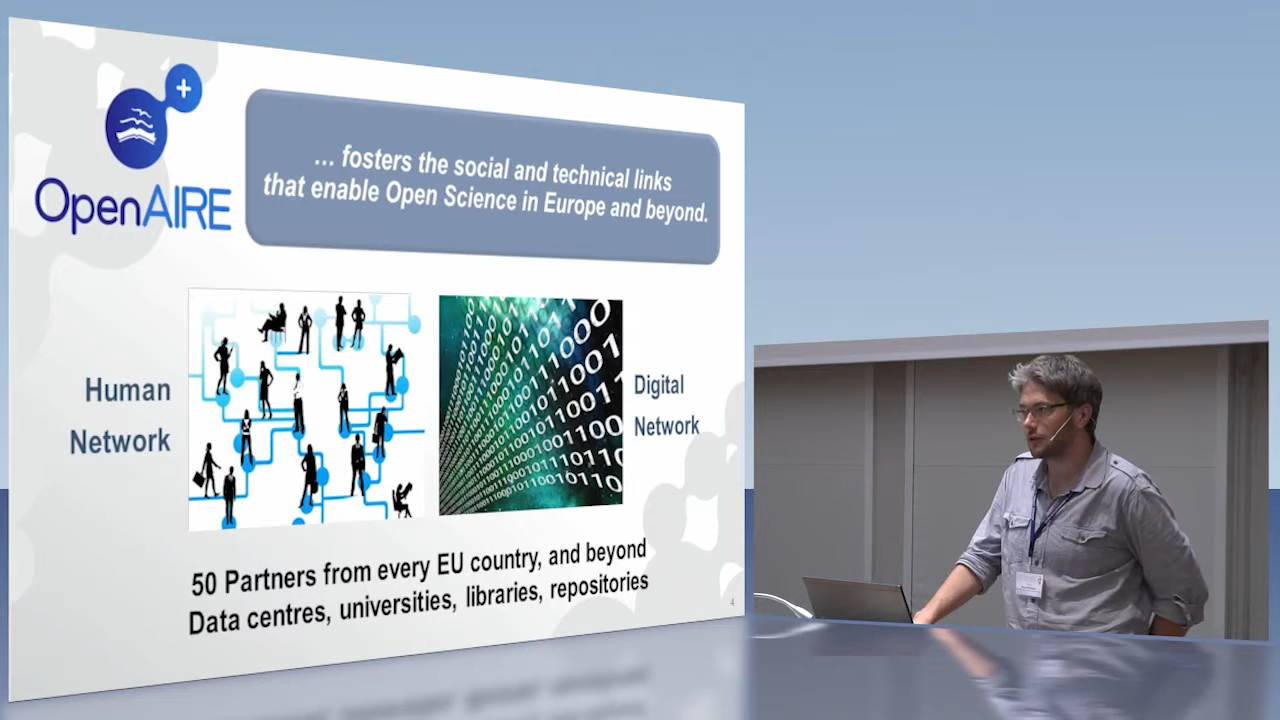 +
OpenAIRE
… fosters the social and technical links
that enable Open Science in Europe and beyond.
Human
Network
Digital
Network
50 Partners from every EU country, and beyond
Data centres, universities, libraries, repositories
4